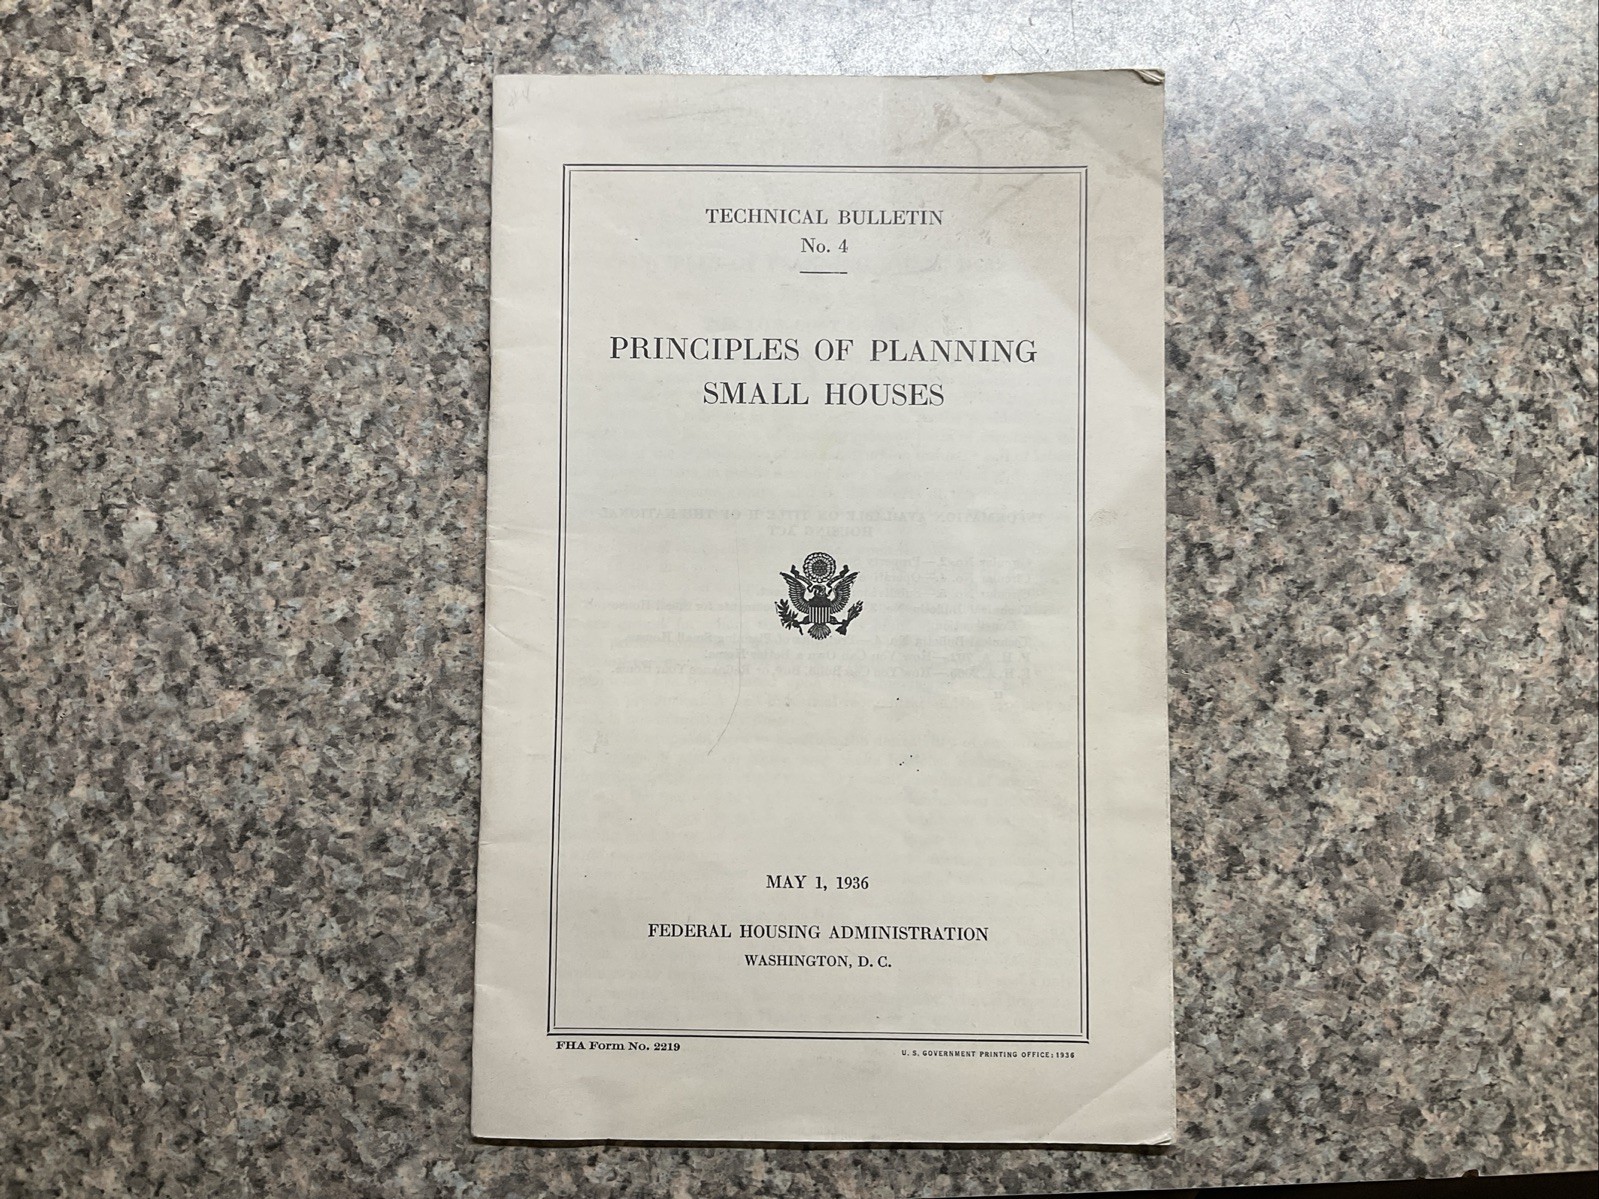 TECHNICAL BULLETIN
No. 4
PRINCIPLES OF PLANNING
SMALL HOUSES
MAY 1, 1936
FEDERAL HOUSING ADMINISTRATION
WASHINGTON, D. C.
FHA Form No. 2219
U. S. GOVERNMENT PRINTING OFFICE: 1936